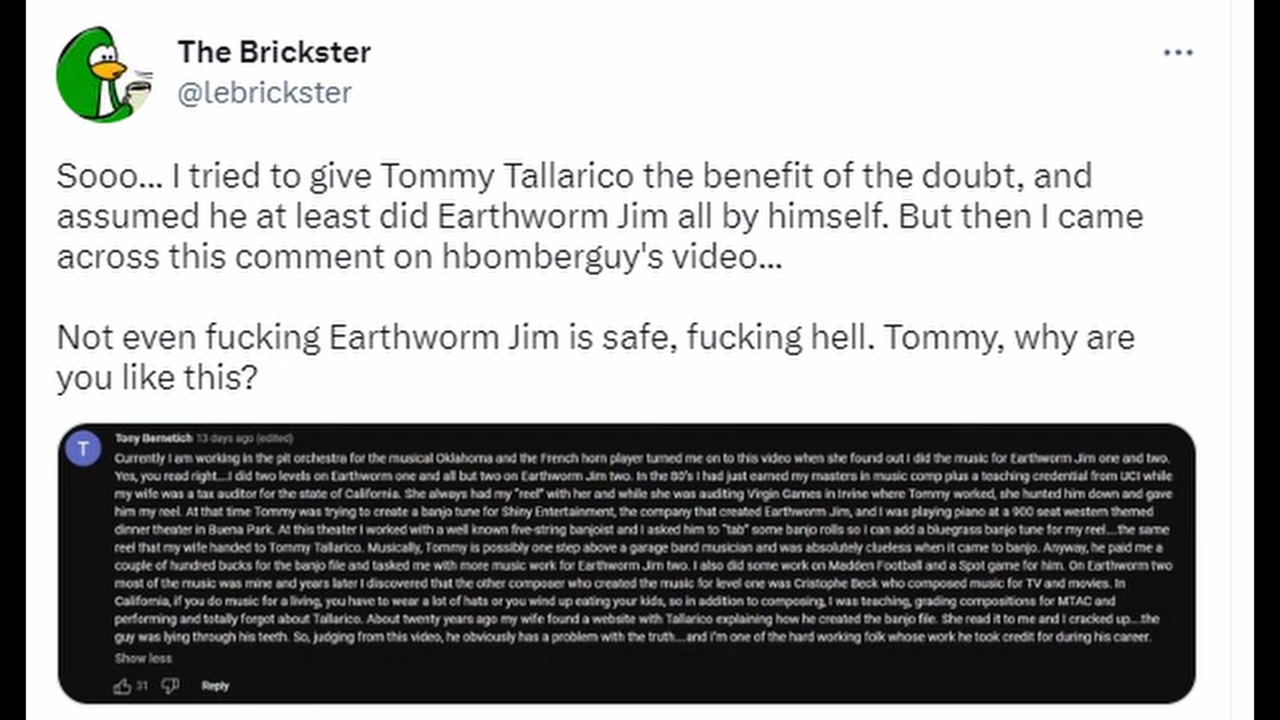 The Brickster
@lebrickster
Sooo... I tried to give Tommy Tallarico the benefit of the doubt, and
assumed he at least did Earthworm Jim all by himself. But then I came
across this comment on hbomberguy's video...
Not even fucking Earthworm Jim is safe, fucking hell. Tommy, why are
you like this?
T
Tony Bernetich 13 days ago (edited)
Currently I am working in the pit orchestra for the musical Oklahoma and the French horn player turned me on to this video when she found out I did the music for Earthworm Jim one and two.
Yes, you read right....I did two levels on Earthworm one and all but two on Earthworm Jim two. In the 80's I had just earned my masters in music comp plus a teaching credential from UCI while
my wife was a tax auditor for the state of California. She always had my "reel" with her and while she was auditing Virgin Games in Irvine where Tommy worked, she hunted him down and gave
him my reel. At that time Tommy was trying to create a banjo tune for Shiny Entertainment, the company that created Earthworm Jim, and I was playing piano at a 900 seat western themed
dinner theater in Buena Park. At this theater I worked with a well known five-string banjoist and I asked him to "tab" some banjo rolls so I can add a bluegrass banjo tune for my reel....the same
reel that my wife handed to Tommy Tallarico. Musically, Tommy is possibly one step above a garage band musician and was absolutely clueless when it came to banjo. Anyway, he paid me a
couple of hundred bucks for the banjo file and tasked me with more music work for Earthworm Jim two. I also did some work on Madden Football and a Spot game for him. On Earthworm two
most of the music was mine and years later I discovered that the other composer who created the music for level one was Cristophe Beck who composed music for TV and movies. In
California, if you do music for a living, you have to wear a lot of hats or you wind up eating your kids, so in addition to composing, I was teaching, grading compositions for MTAC and
performing and totally forgot about Tallarico. About twenty years ago my wife found a website with Tallarico explaining how he created the banjo file. She read it to me and I cracked up....the
guy was lying through his teeth. So, judging from this video, he obviously has a problem with the truth....and i'm one of the hard working folk whose work he took credit for during his career.
Show less
31 Reply